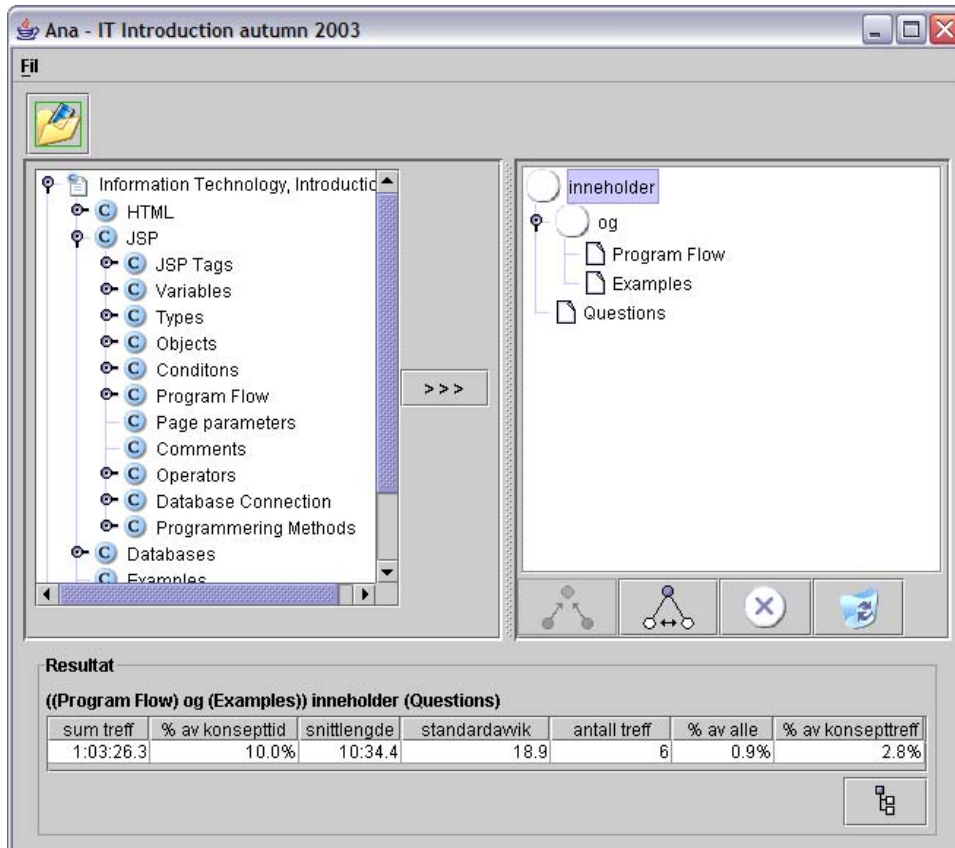 Ana - IT Introduction autumn 2003
Fil
Information Technology, Introductic
HTML
JSP
JSP Tags
Variables
Types
Objects
Conditons
Program Flow
Page parameters
Comments
Operators
Database Connection
Programmering Methods
Databases
Examples
>>>
inneholder
og
Program Flow
Examples
Questions
Resultat
((Program Flow) og (Examples)) inneholder (Questions)
sum treff % av konsepttid snittlengde standardavvik antall treff % av alle % av konsepttreff
1:03:26.3 10.0% 10:34.4 18.9 6 0.9% 2.8%